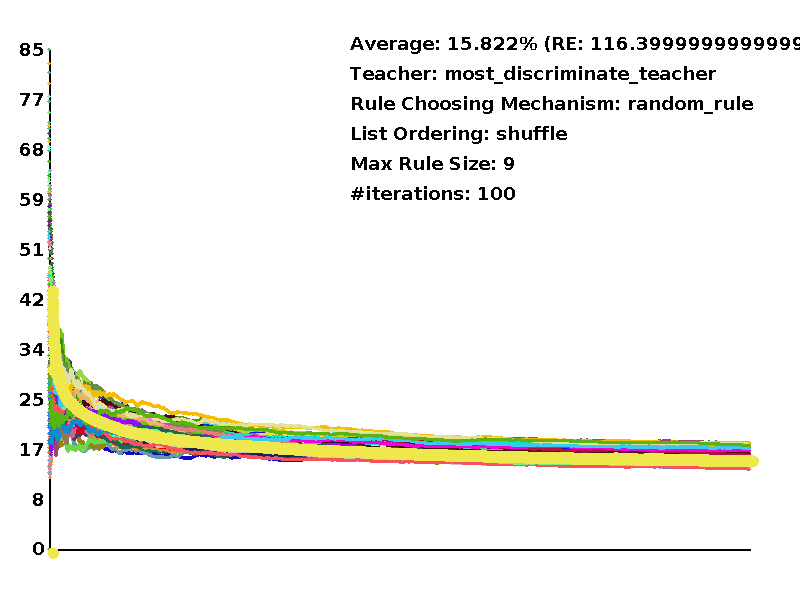 Average: 15.822% (RE: 116.3999999999999
Teacher: most_discriminate_teacher
Rule Choosing Mechanism: random_rule
List Ordering: shuffle
Max Rule Size: 9
#iterations: 100
85
77
68
59
51
42
34
25
17
8
0